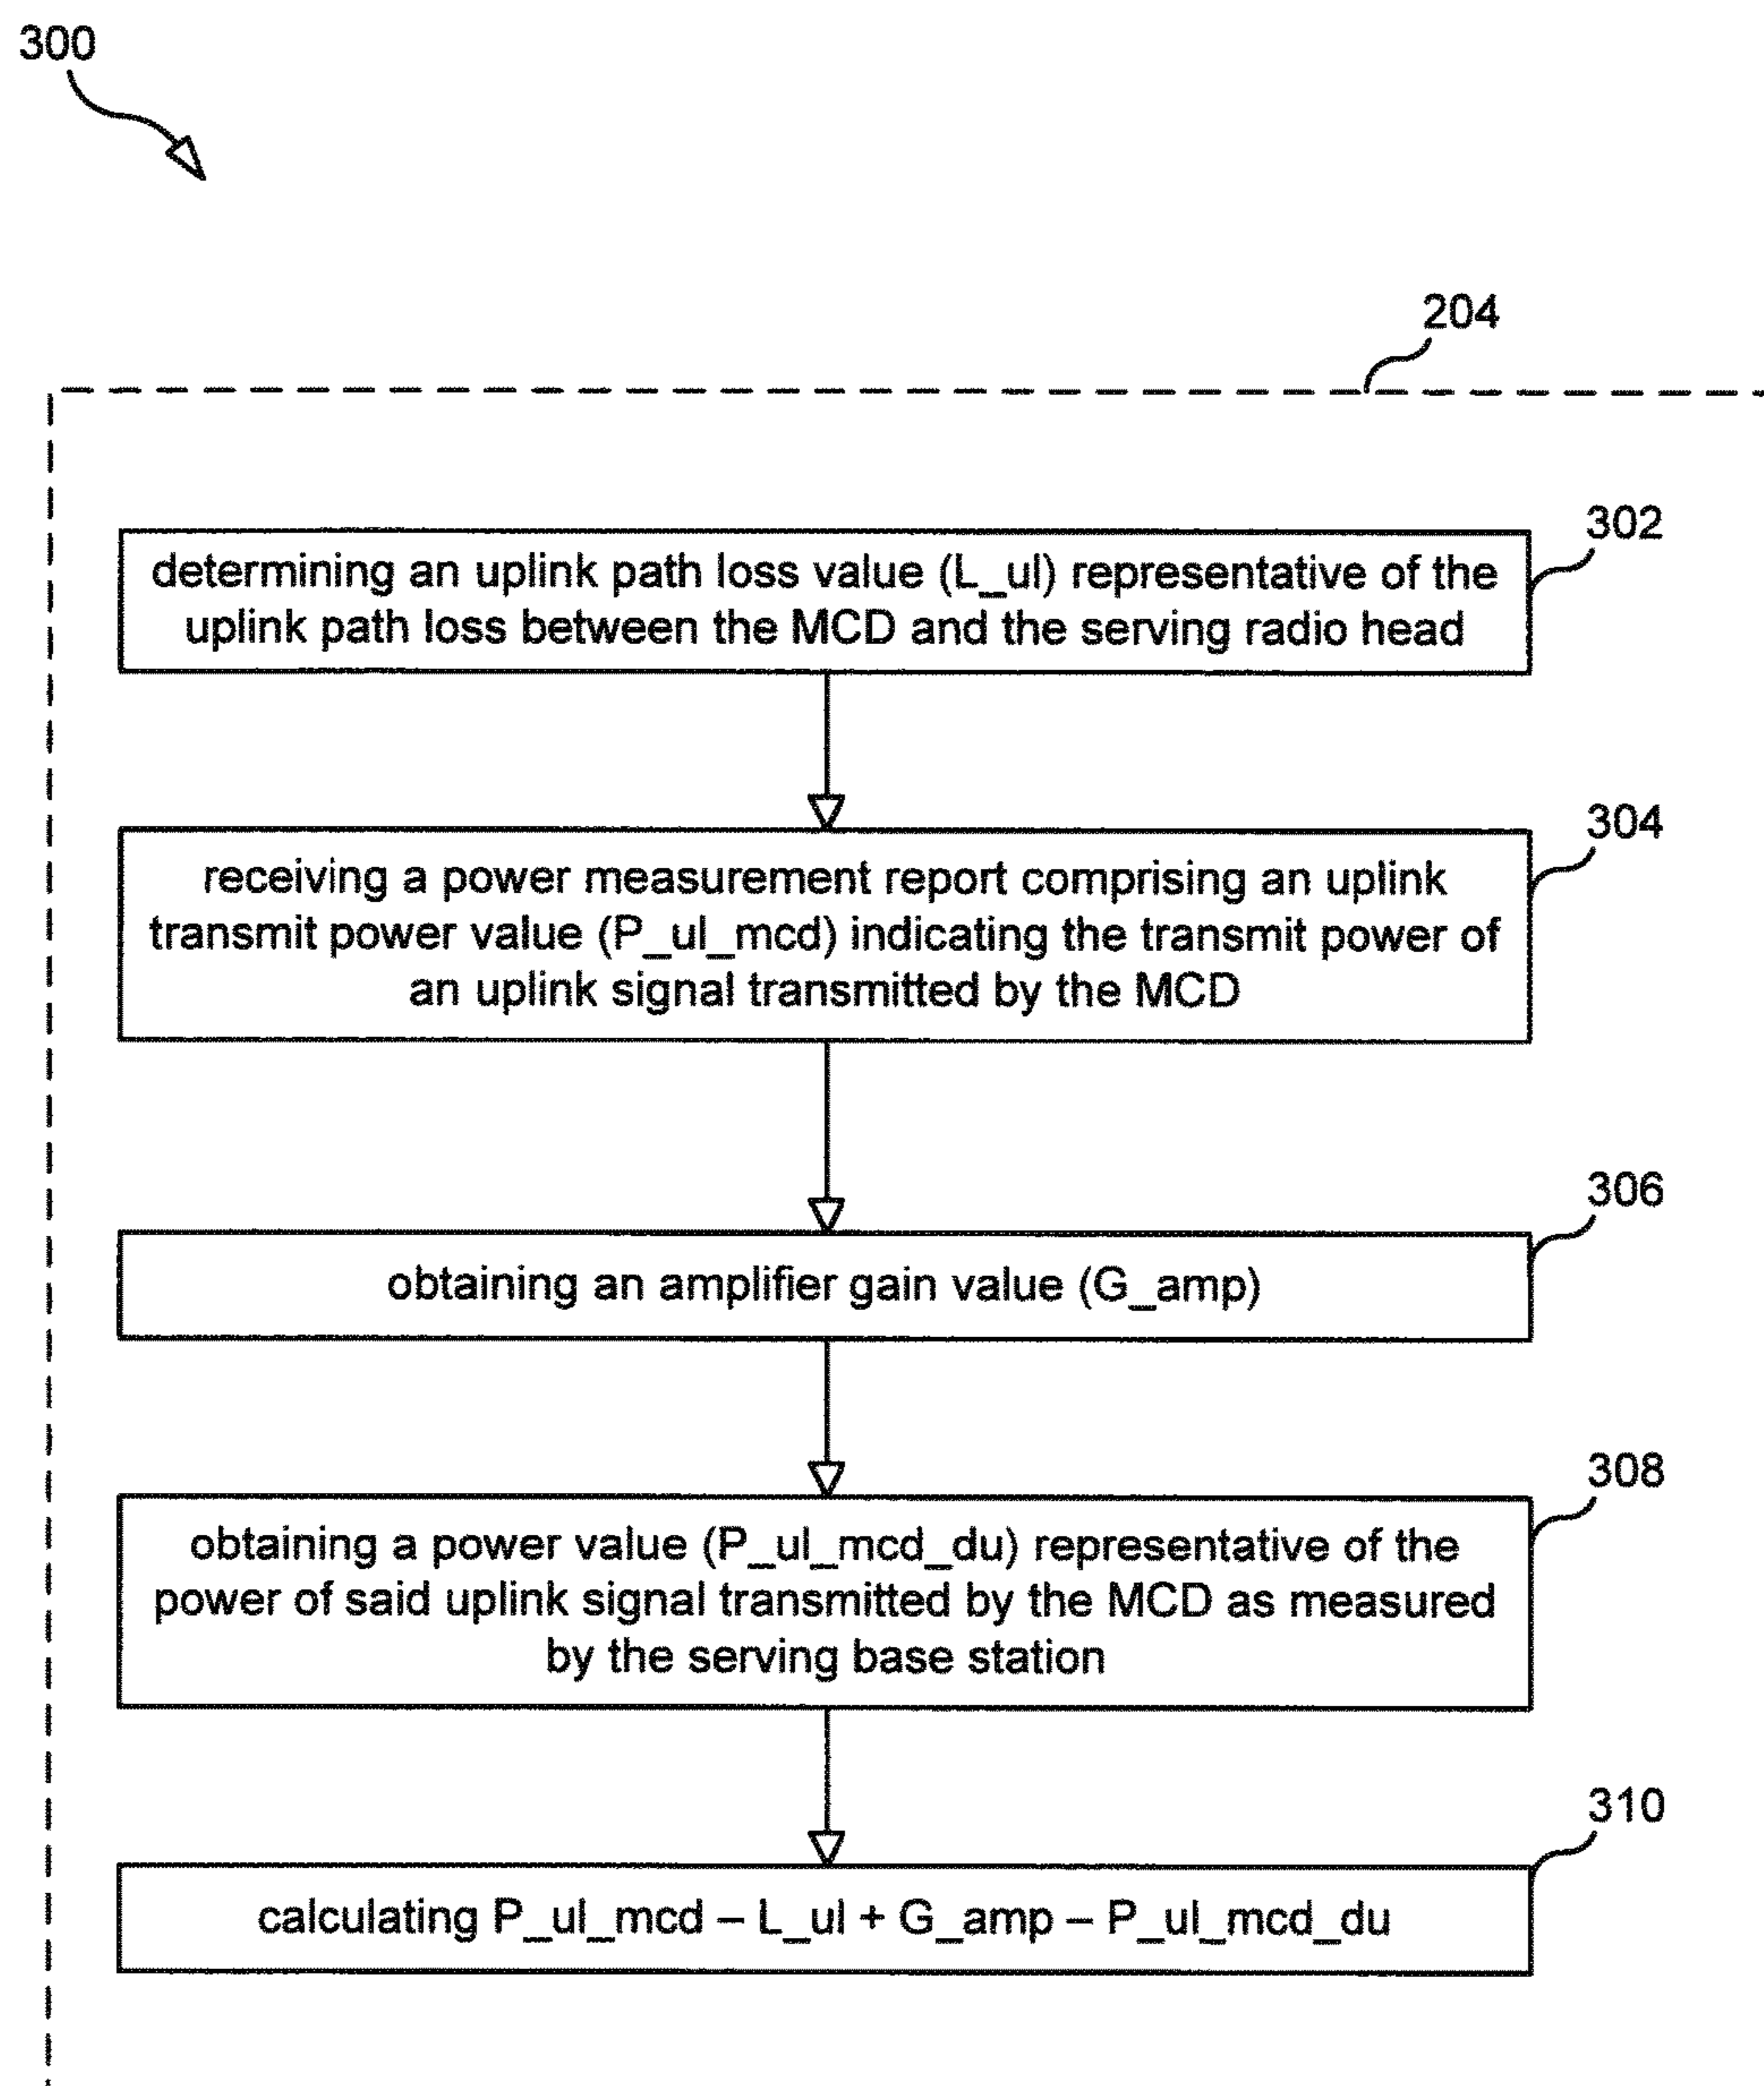 300
204
302
determining an uplink path loss value (L_ul) representative of the
uplink path loss between the MCD and the serving radio head
304
receiving a power measurement report comprising an uplink
transmit power value (P_ul_mcd) indicating the transmit power of
an uplink signal transmitted by the MCD
306
obtaining an amplifier gain value (G_amp)
308
obtaining a power value (P_ul_mcd_du) representative of the
power of said uplink signal transmitted by the MCD as measured
by the serving base station
310
calculating P_ul_mcd – L_ul + G_amp – P_ul_mcd_du